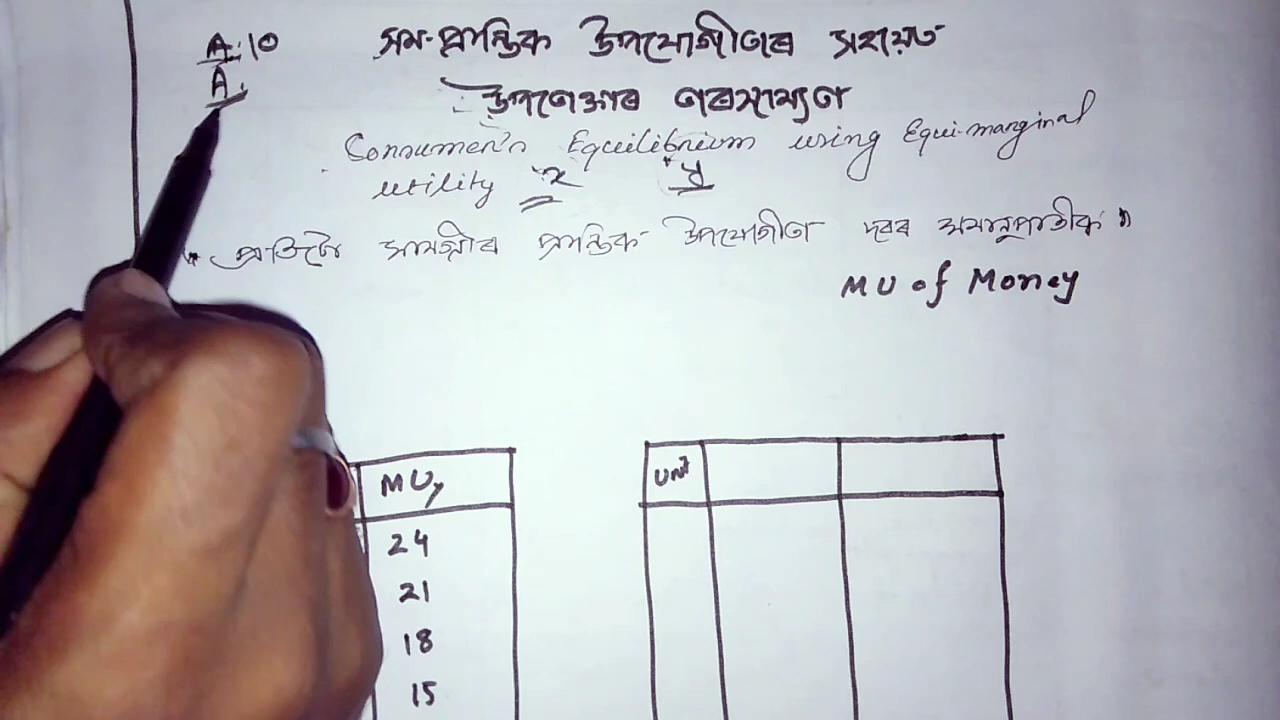 A:10
A.
সম-প্ৰান্তিক উপযোগীতাৰ সহায়েত
উপভোক্তাৰ ভাৰসাম্যতা
Consumer's Equilibrium using Equi-marginal
utility x y
প্ৰতিটো সামগ্ৰীৰ প্ৰান্তিক উপযোগীতা দৰৰ সমানুপাতীক"
MU of Money
MUy
24
21
18
15
Unit